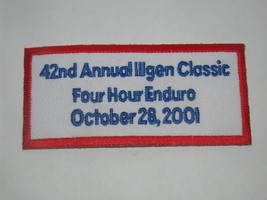 42nd Annual Ilgen Classic
Four Hour Enduro
October 28, 2001